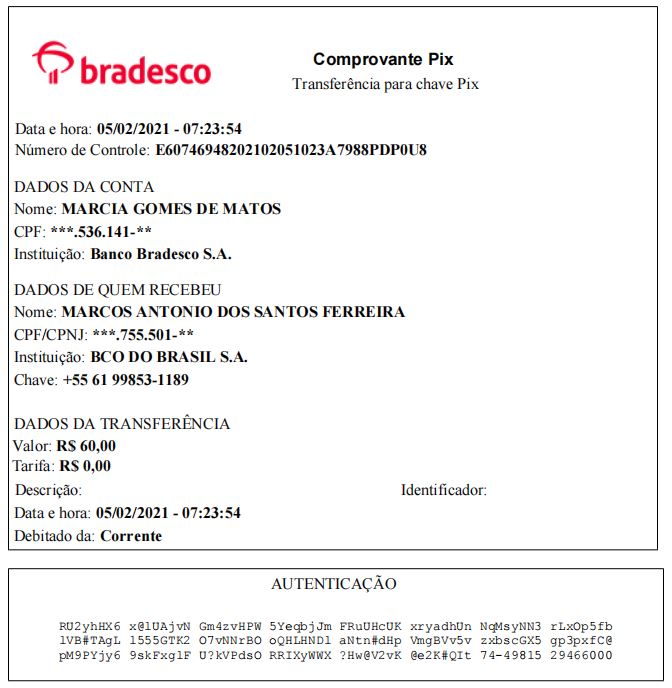 bradesco
Comprovante Pix
Transferência para chave Pix
Data e hora: 05/02/2021 - 07:23:54
Número de Controle: E60746948202102051023A7988PDP0U8
DADOS DA CONTA
Nome: MARCIA GOMES DE MATOS
CPF: ***.536.141-**
Instituição: Banco Bradesco S.A.
DADOS DE QUEM RECEBEU
Nome: MARCOS ANTONIO DOS SANTOS FERREIRA
CPF/CPNJ: ***.755.501-**
Instituição: BCO DO BRASIL S.A.
Chave: +55 61 99853-1189
DADOS DA TRANSFERÊNCIA
Valor: R$ 60,00
Tarifa: R$ 0,00
Descrição: Identificador:
Data e hora: 05/02/2021 - 07:23:54
Debitado da: Corrente
AUTENTICAÇÃO
RU2yhHX6 x@lUAjvN Gm4zvHPW 5YeqbjJm FRuUHcUK xryadhUn NqMsyNN3 rLxOp5fb
lVB#TAgL l555GTK2 O7vNNrBO oQHLHNDl aNtn#dHp VmgBVv5v zxbscGX5 gp3pxfC@
pM9PYjy6 9skFxglF U?kVPdsO RRIXyWWX ?Hw@V2vK @e2K#QIt 74-49815 29466000